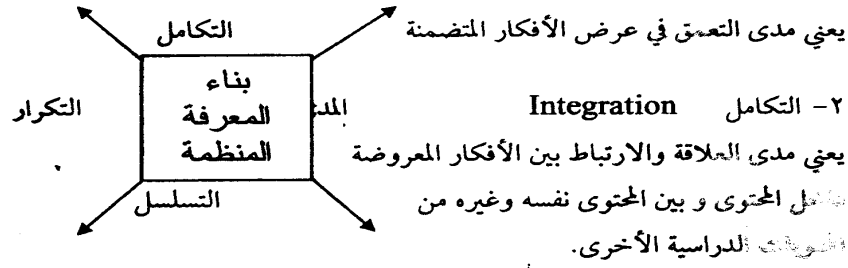 يعني مدى التعمق في عرض الأفكار المتضمنة
٢- التكامل Integration
يعني مدى العلاقة والارتباط بين الأفكار المعروضة
المحتوى و بين المحتوى نفسه وغيره من
الدراسية الأخرى.
التكامل
بناء
المعرفة
المنظمة
التكرار
التسلسل